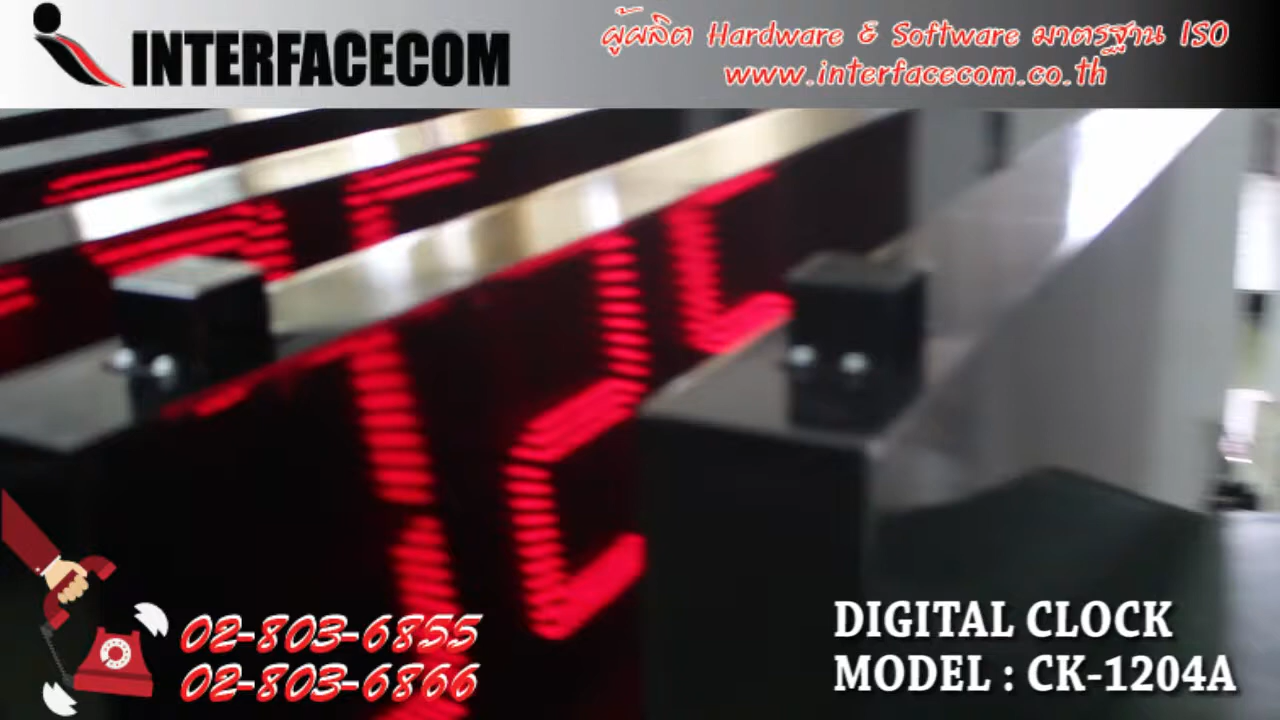 INTERFACECOM
ผู้ผลิต Hardware & Software มาตรฐาน ISO
www.interfacecom.co.th
02-803-6855
02-803-6866
DIGITAL CLOCK
MODEL : CK-1204A